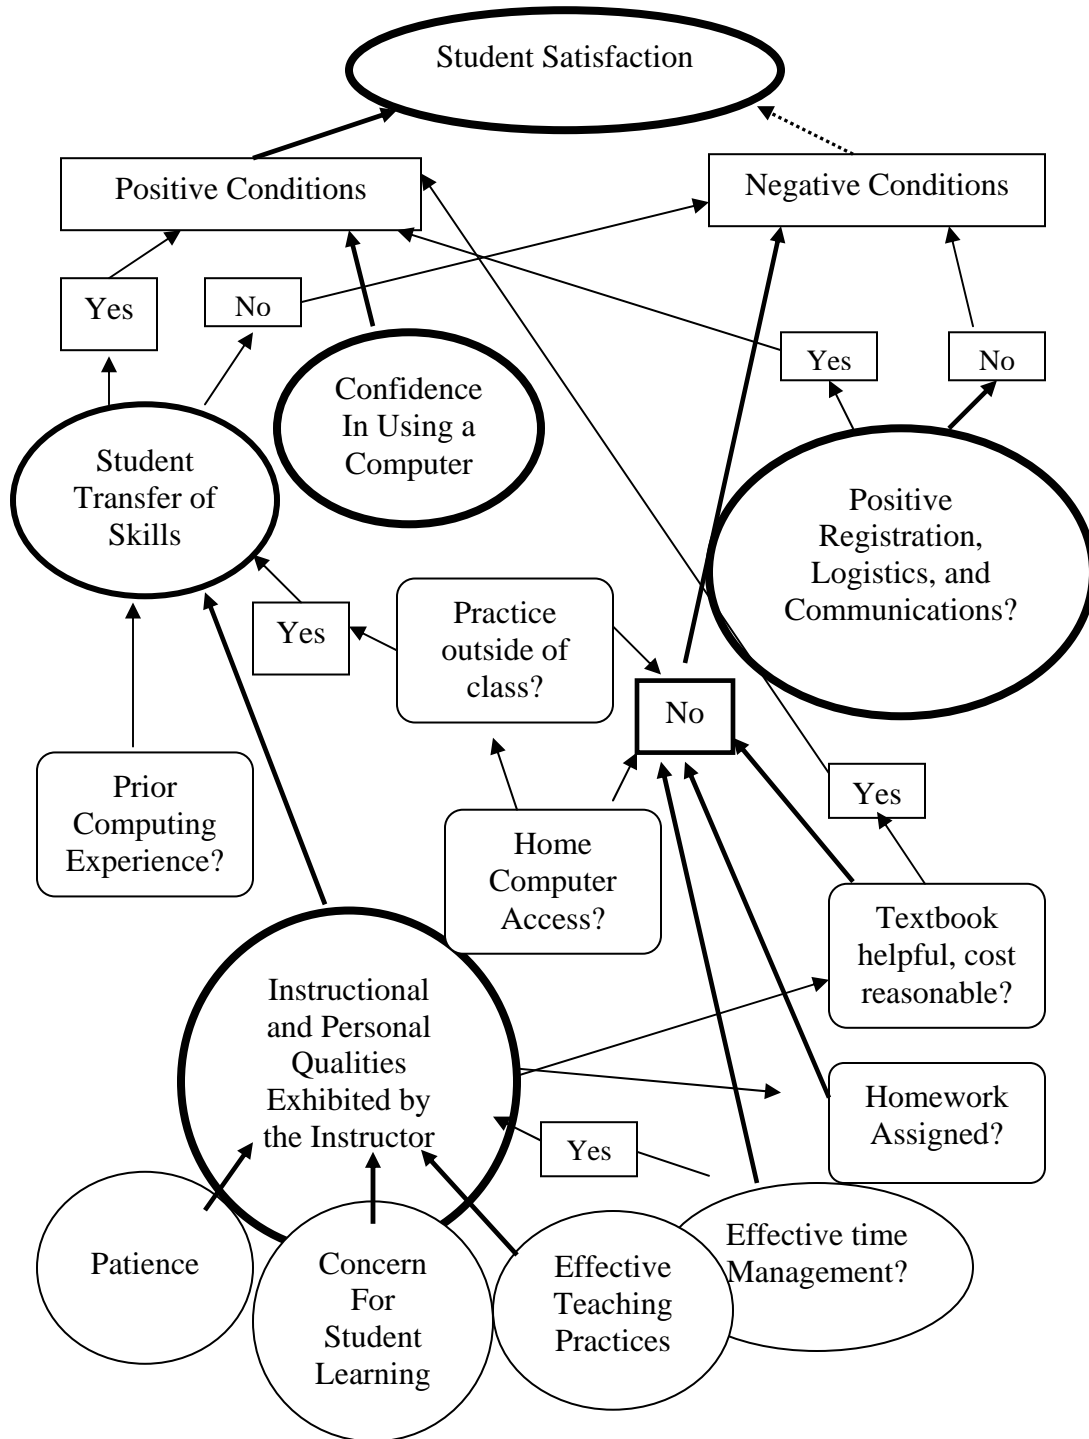 Student Satisfaction
Positive Conditions
Negative Conditions
Yes
No
Yes
No
Confidence
In Using a
Computer
Student
Transfer of
Skills
Positive
Registration,
Logistics, and
Communications?
Yes
Practice
outside of
class?
No
Prior
Computing
Experience?
Yes
Home
Computer
Access?
Textbook
helpful, cost
reasonable?
Instructional
and Personal
Qualities
Exhibited by
the Instructor
Homework
Assigned?
Yes
Patience
Concern
For
Student
Learning
Effective
Teaching
Practices
Effective time
Management?